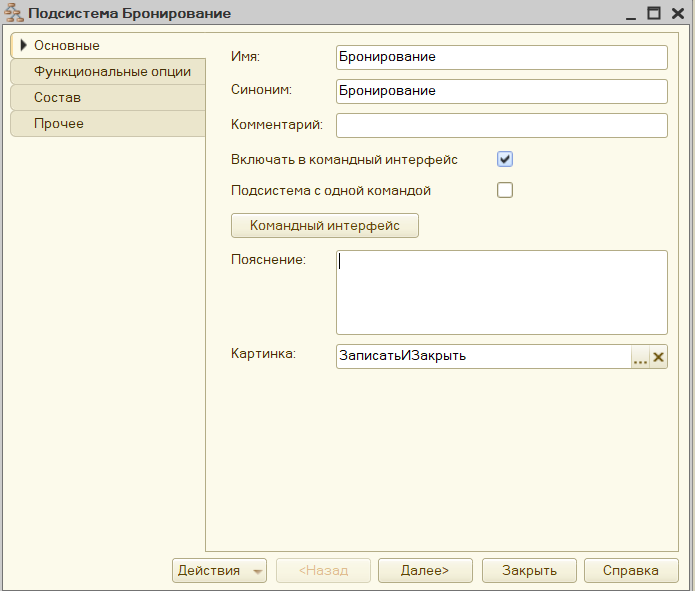 Подсистема Бронирование
Основные
Функциональные опции
Состав
Прочее
Имя: Бронирование
Синоним: Бронирование
Комментарий:
Включать в командный интерфейс
Подсистема с одной командой
Командный интерфейс
Пояснение:
Картинка: ЗаписатьИЗакрыть ...
Действия <Назад Далее> Закрыть Справка